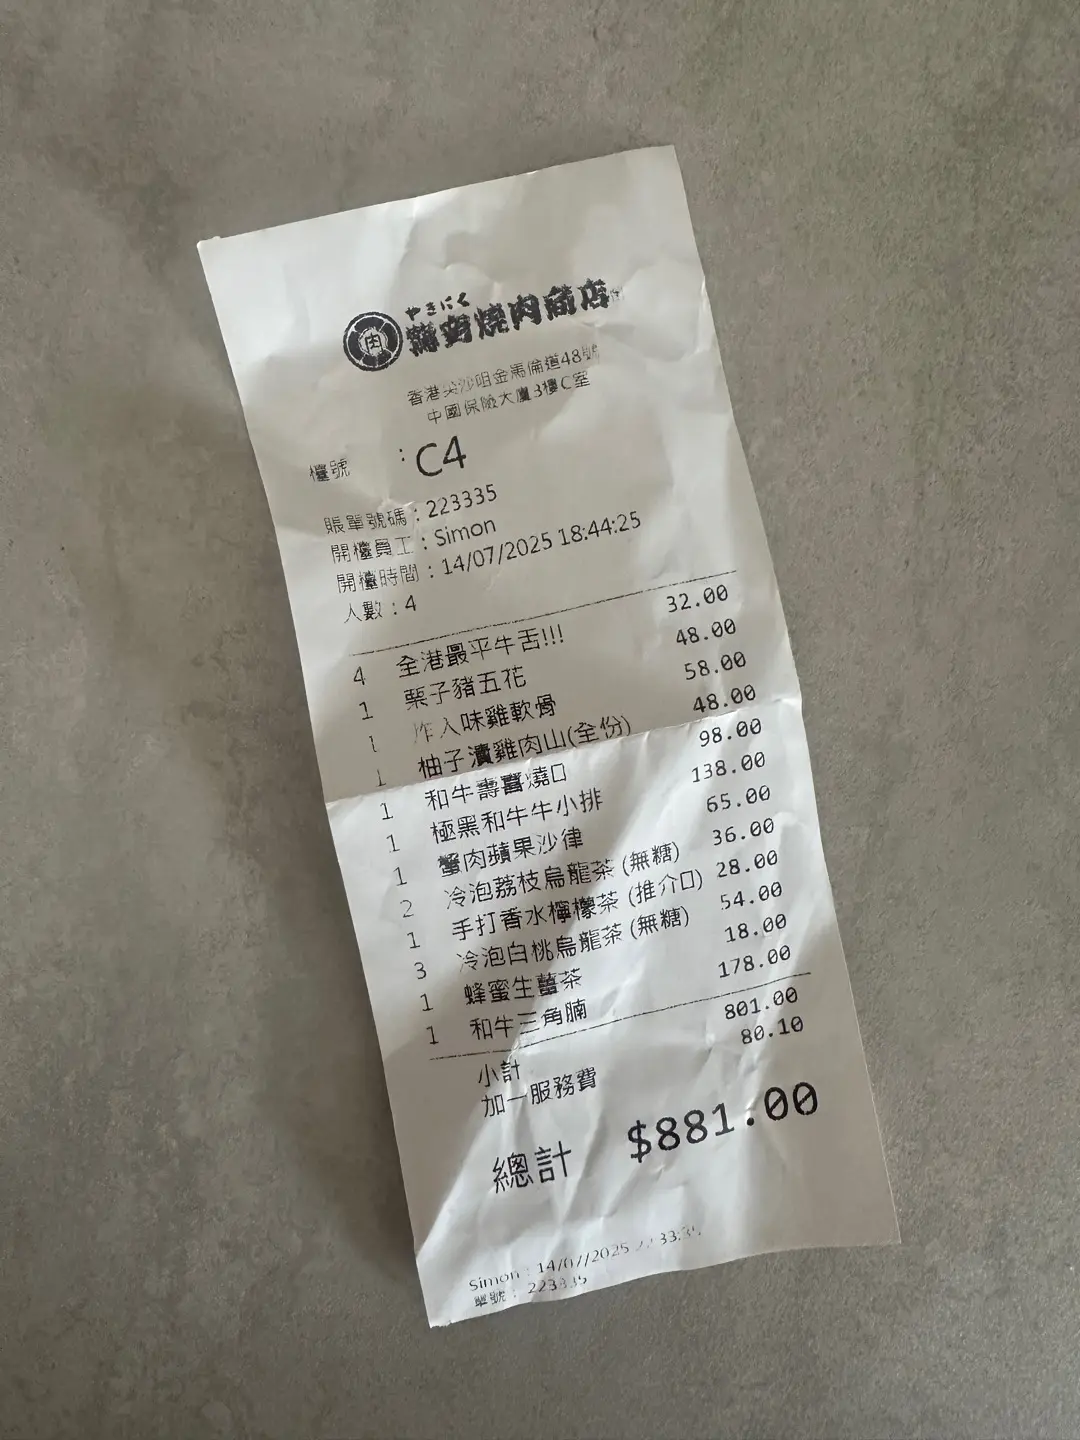 肉
やきにく
燒肉商店
香港尖沙咀金馬倫道48號
中國保險大廈3樓C室
檯號 : C4
賬單號碼 : 223335
開檯員工 : Simon
開檯時間 : 14/07/2025 18:44:25
人數 : 4
4 全港最平牛舌!!! 32.00
1 栗子豬五花 48.00
1 炸入味雞軟骨 58.00
1 柚子漬雞肉山(全份) 48.00
1 和牛壽喜燒口 98.00
1 極黑和牛牛小排 138.00
1 蟹肉蘋果沙律 65.00
2 冷泡荔枝烏龍茶 (無糖) 36.00
1 手打香水檸檬茶 (推介口) 28.00
3 冷泡白桃烏龍茶 (無糖) 54.00
1 蜂蜜生薑茶 18.00
1 和牛三角腩 178.00
小計 801.00
加一服務費 80.10
總計 $881.00
Simon : 14/07/2025
單號 : 223335